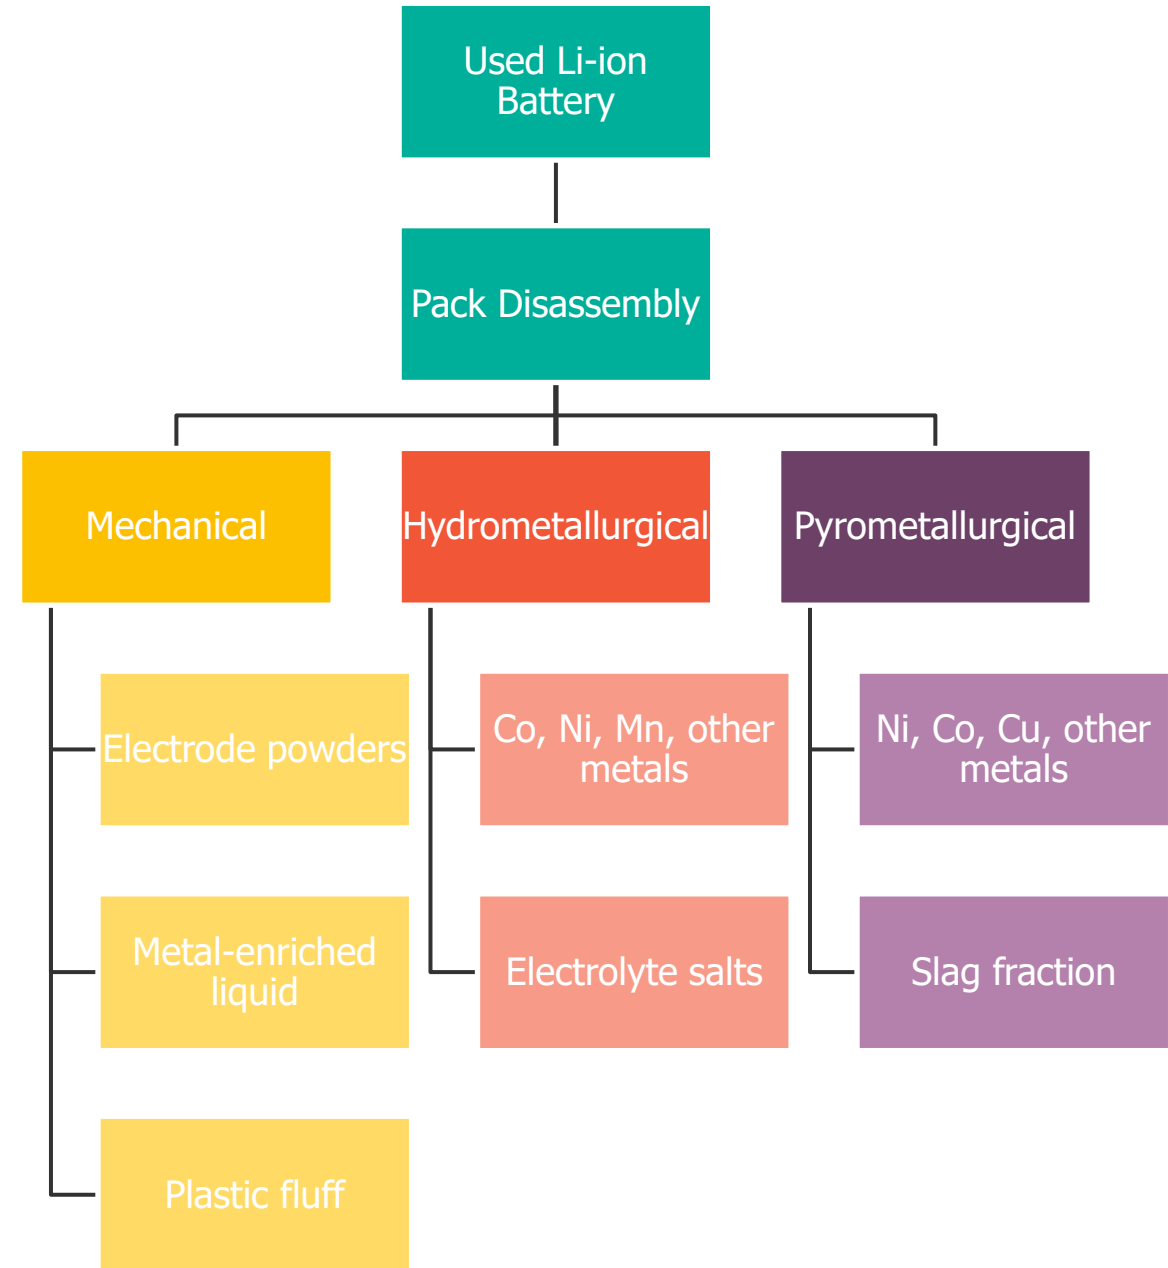 Used Li-ion
Battery
Pack Disassembly
Mechanical
Hydrometallurgical
Pyrometallurgical
Electrode powders
Co, Ni, Mn, other
metals
Ni, Co, Cu, other
metals
Metal-enriched
liquid
Electrolyte salts
Slag fraction
Plastic fluff